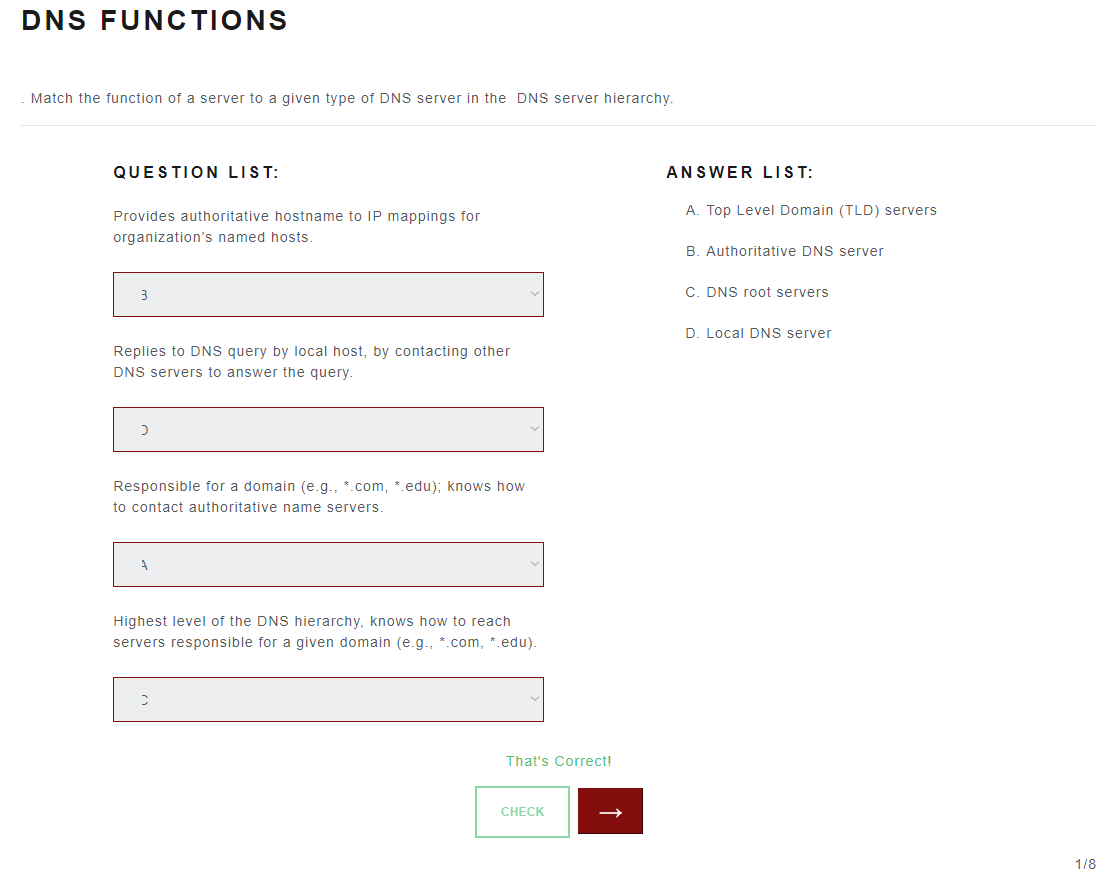 DNS FUNCTIONS
. Match the function of a server to a given type of DNS server in the  DNS server hierarchy.
QUESTION LIST:
Provides authoritative hostname to IP mappings for
organization's named hosts.
B
Replies to DNS query by local host, by contacting other
DNS servers to answer the query.
D
Responsible for a domain (e.g., *.com, *.edu); knows how
to contact authoritative name servers.
A
Highest level of the DNS hierarchy, knows how to reach
servers responsible for a given domain (e.g., *.com, *.edu).
C
ANSWER LIST:
A. Top Level Domain (TLD) servers
B. Authoritative DNS server
C. DNS root servers
D. Local DNS server
That's Correct!
CHECK
→
1/8